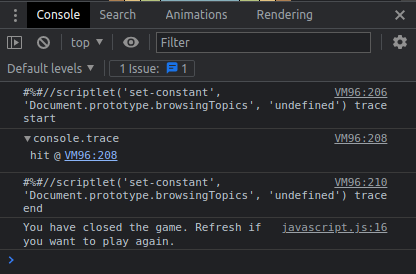 Console Search Animations Rendering
top Filter
Default levels 1 Issue: 1
#%#//scriptlet('set-constant', VM96:206
'Document.prototype.browsingTopics', 'undefined') trace
start
console.trace VM96:208
hit @ VM96:208
#%#//scriptlet('set-constant', VM96:210
'Document.prototype.browsingTopics', 'undefined') trace
end
You have closed the game. Refresh if javascript.js:16
you want to play again.